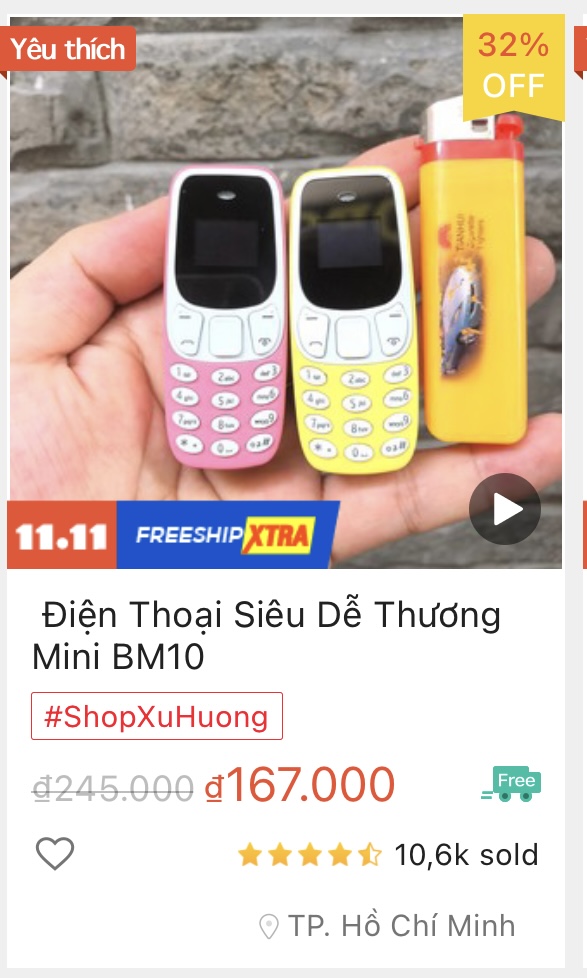 Yêu thích
32%
OFF
TIANHUI
11.11
FREESHIP XTRA
Điện Thoại Siêu Dễ Thương
Mini BM10
#ShopXuHuong
₫245.000 ₫167.000
Free
10,6k sold
TP. Hồ Chí Minh